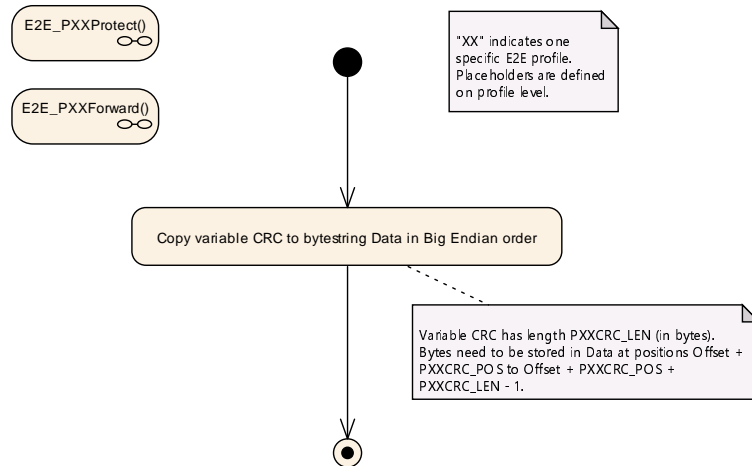 E2E_PXXProtect()
E2E_PXXForward()
"XX" indicates one
specific E2E profile.
Placeholders are defined
on profile level.
Copy variable CRC to bytestring Data in Big Endian order
Variable CRC has length PXXCRC_LEN (in bytes).
Bytes need to be stored in Data at positions Offset +
PXXCRC_POS to Offset + PXXCRC_POS +
PXXCRC_LEN - 1.